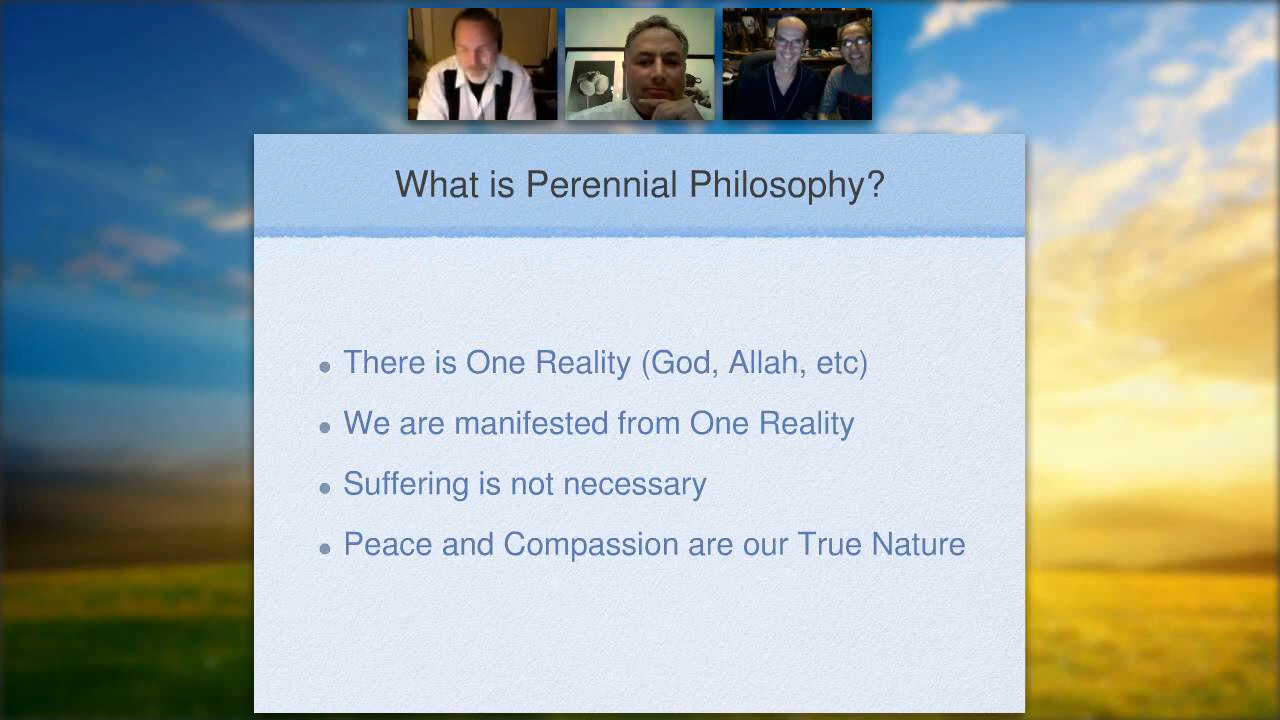 What is Perennial Philosophy?
• There is One Reality (God, Allah, etc)
• We are manifested from One Reality
• Suffering is not necessary
• Peace and Compassion are our True Nature